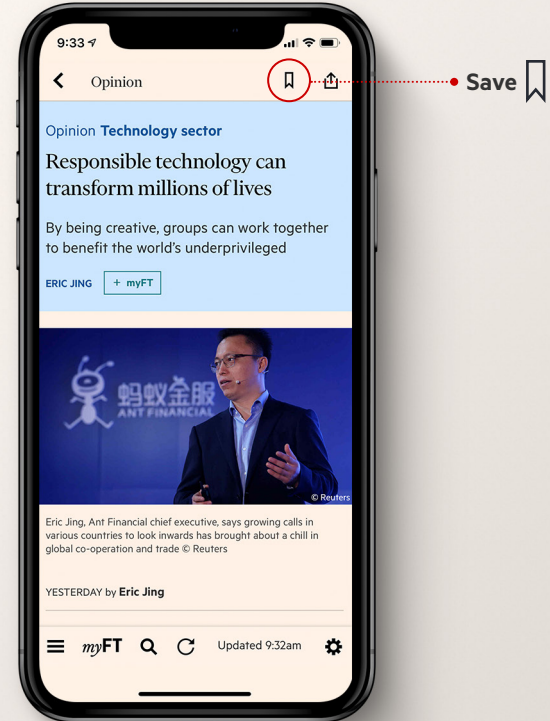 9:33
Opinion
Save
Opinion Technology sector
Responsible technology can
transform millions of lives
By being creative, groups can work together
to benefit the world's underprivileged
ERIC JING
+ myFT
蚂蚁金服
ANT FINANCIAL
© Reuters
Eric Jing, Ant Financial chief executive, says growing calls in
various countries to look inwards has brought about a chill in
global co-operation and trade © Reuters
YESTERDAY by Eric Jing
myFT
Updated 9:32am